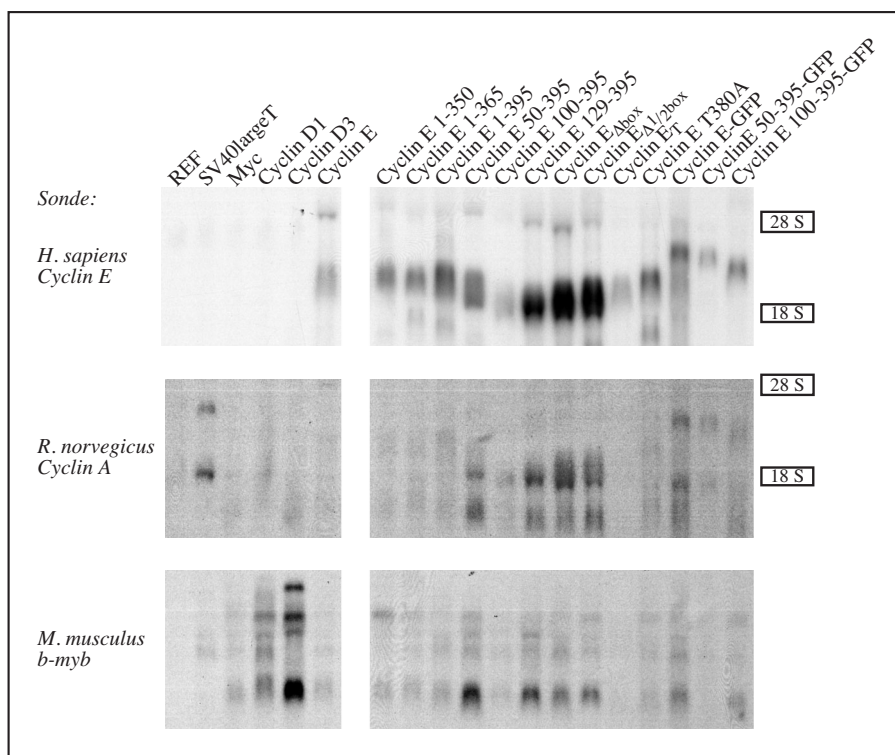 REF
SV40largeT
Myc
Cyclin D1
Cyclin D3
Cyclin E
Cyclin E 1-350
Cyclin E 1-365
Cyclin E 1-395
Cyclin E 50-395
Cyclin E 100-395
Cyclin E 129-395
Cyclin EΔbox
Cyclin EΔ1/2box
Cyclin ET
Cyclin E T380A
Cyclin E-GFP
CyclinE 50-395-GFP
Cyclin E 100-395-GFP
Sonde:
28 S
H. sapiens
Cyclin E
18 S
28 S
R. norvegicus
Cyclin A
18 S
M. musculus
b-myb